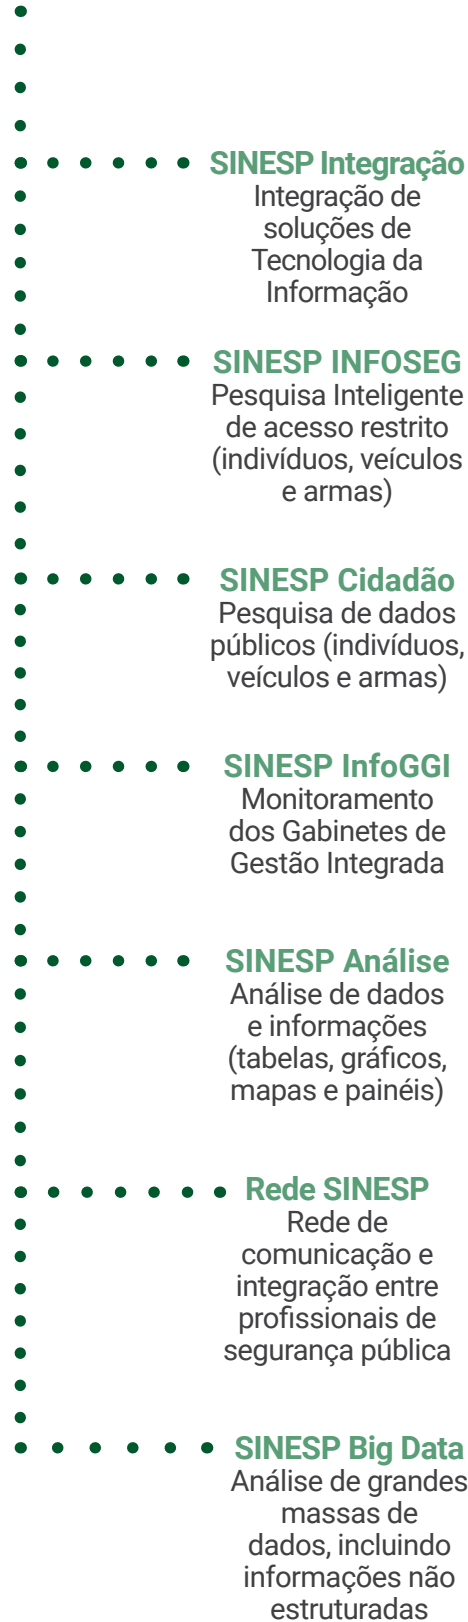 SINESP Integração
Integração de
soluções de
Tecnologia da
Informação
SINESP INFOSEG
Pesquisa Inteligente
de acesso restrito
(indivíduos, veículos
e armas)
SINESP Cidadão
Pesquisa de dados
públicos (indivíduos,
veículos e armas)
SINESP InfoGGI
Monitoramento
dos Gabinetes de
Gestão Integrada
SINESP Análise
Análise de dados
e informações
(tabelas, gráficos,
mapas e painéis)
Rede SINESP
Rede de
comunicação e
integração entre
profissionais de
segurança pública
SINESP Big Data
Análise de grandes
massas de
dados, incluindo
informações não
estruturadas